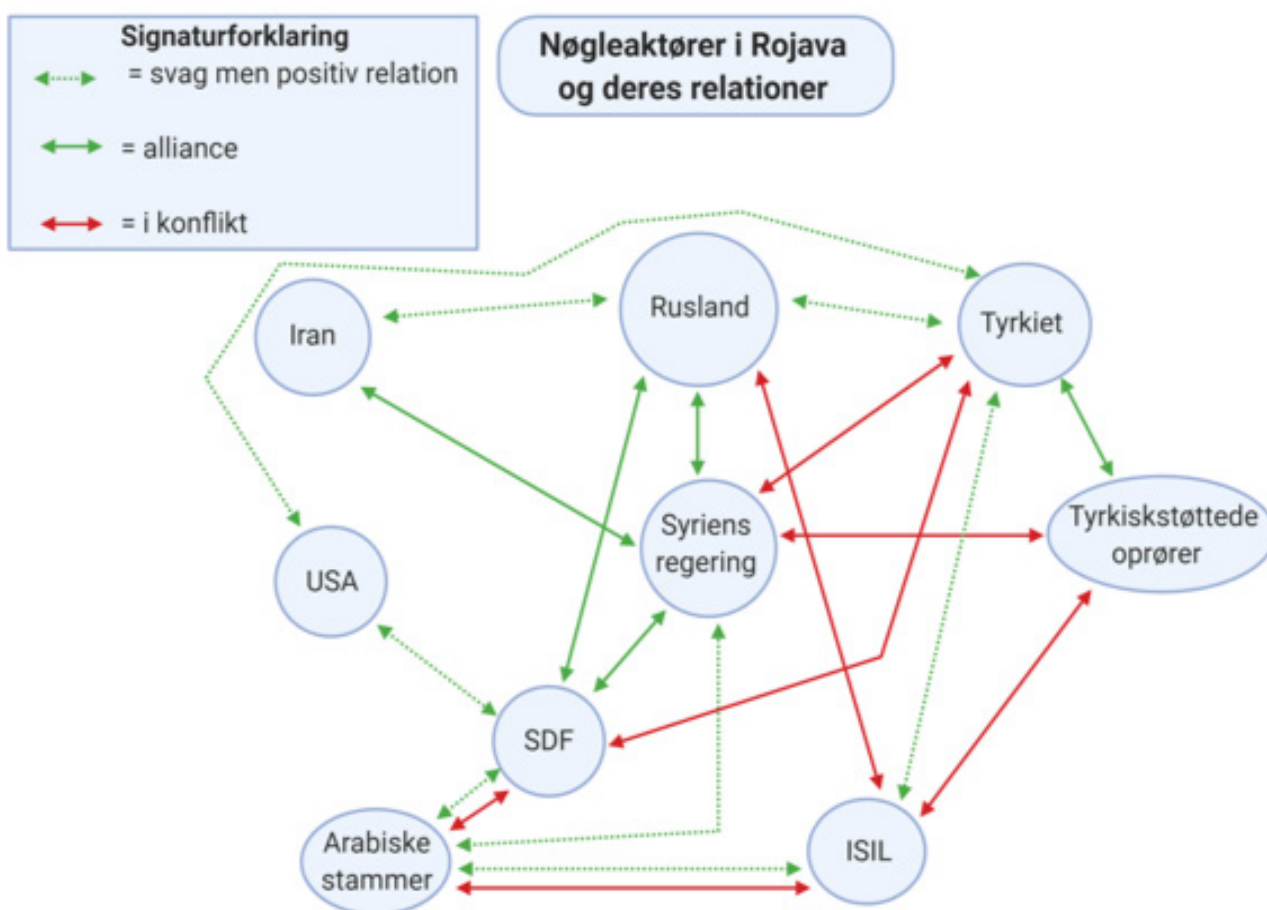 Signaturforklaring
= svag men positiv relation
= alliance
= i konflikt
Nøgleaktører i Rojava
og deres relationer
Iran
Rusland
Tyrkiet
USA
Syriens
regering
Tyrkiskstøttede
oprører
SDF
Arabiske
stammer
ISIL